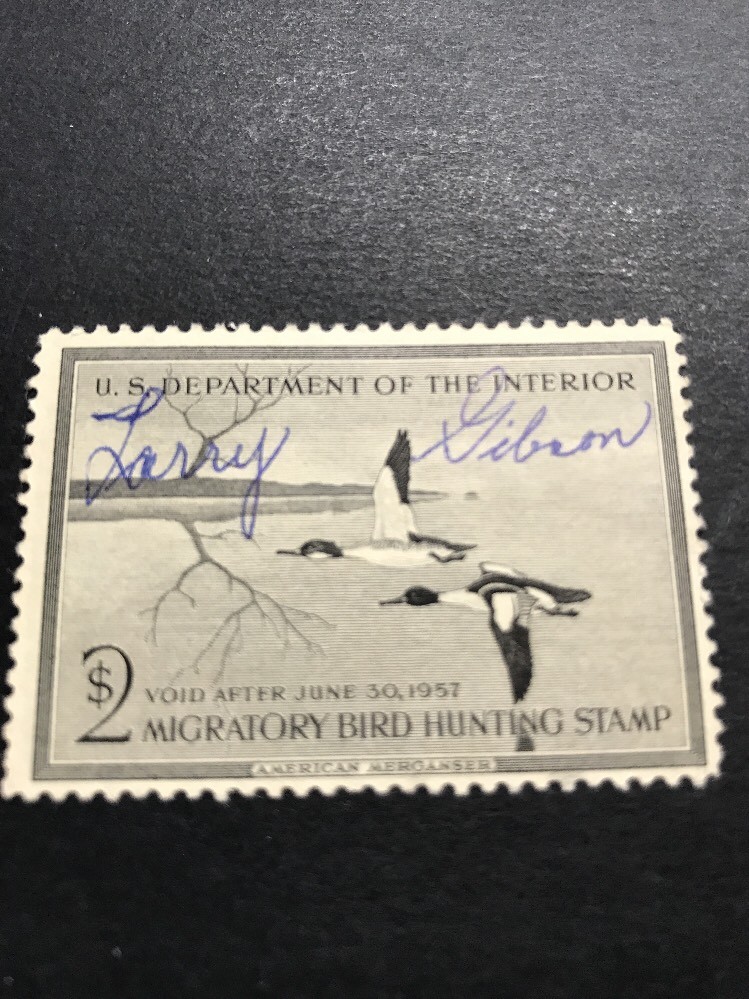 U. S. DEPARTMENT OF THE INTERIOR
Larry Gibson
$2
VOID AFTER JUNE 30, 1957
MIGRATORY BIRD HUNTING STAMP
AMERICAN MERGANSER